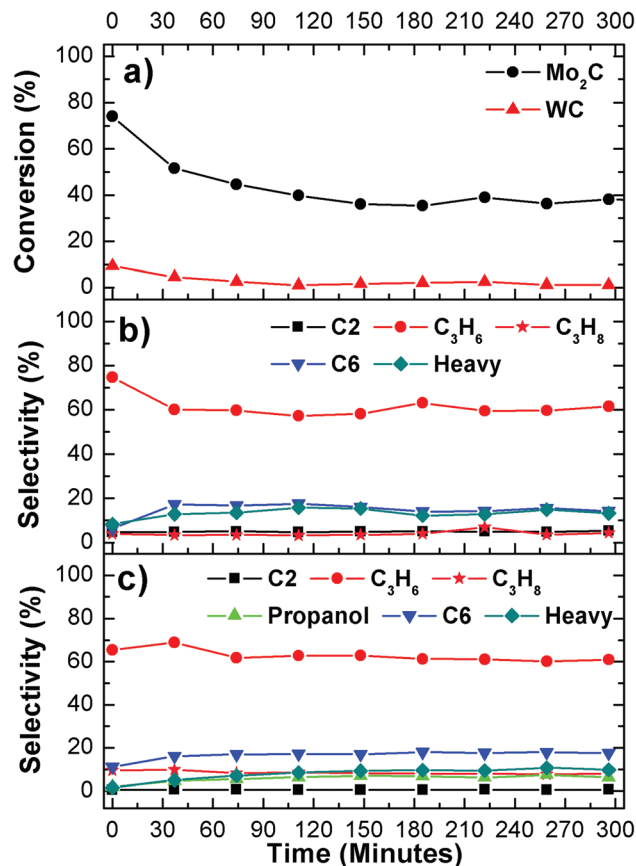 0 30 60 90 120 150 180 210 240 270 300
a)
Conversion (%)
100
80
60
40
20
0
Mo₂C
WC
b)
Selectivity (%)
100
80
60
40
20
0
C2 C₃H₆ C₃H₈
C6 Heavy
c)
Selectivity (%)
100
80
60
40
20
0
C2 C₃H₆ C₃H₈
Propanol C6 Heavy
0 30 60 90 120 150 180 210 240 270 300
Time (Minutes)